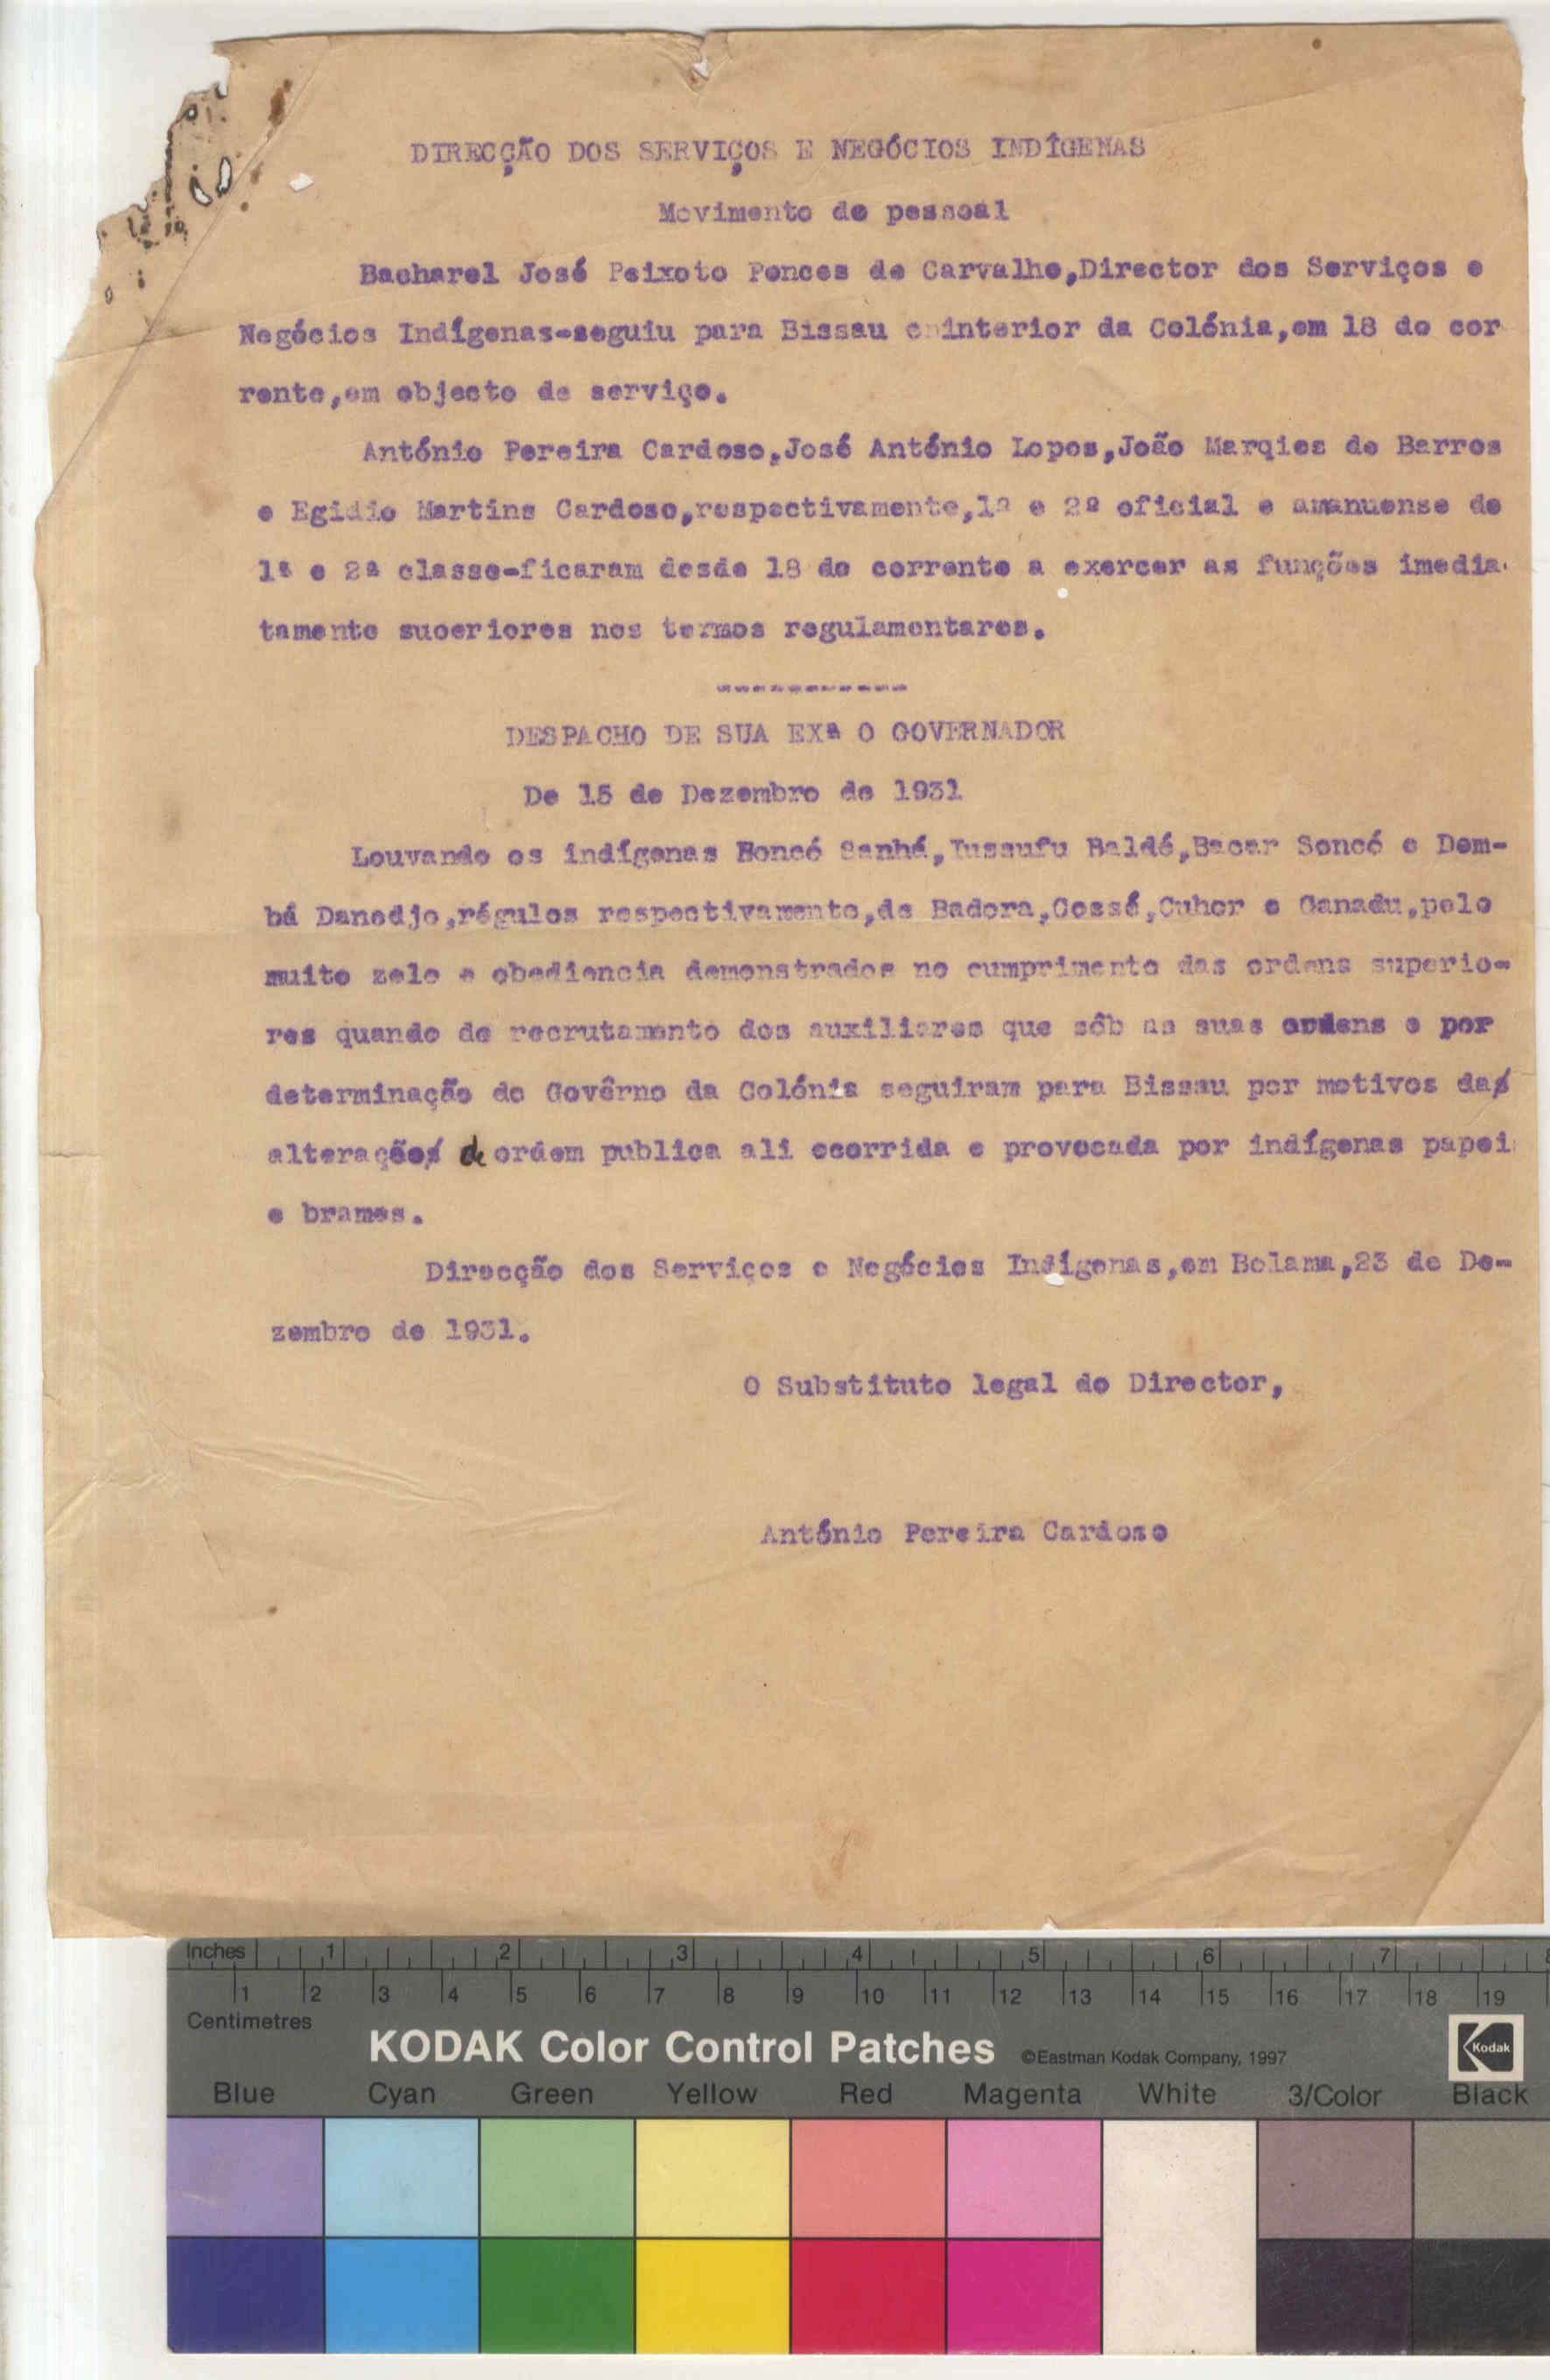 DIRECÇÃO DOS SERVIÇOS E NEGÓCIOS INDÍGENAS
Movimento de pessoal
Bacharel José Peixoto Ponces de Carvalho,Director dos Serviços e
Negócios Indígenas-seguiu para Bissau e interior da Colónia,em 18 do cor
rente,em objecto de serviço.
António Pereira Cardoso,José António Lopes,João Marqies de Barros
e Egidio Martins Cardoso,respectivamente,1º e 2º oficial e amanuense de
1ª e 2ª classe-ficaram desde 18 do corrente a exercer as funções imedia-
tamente superiores nos termos regulamentares.
------------
DESPACHO DE SUA EXª O GOVERNADOR
De 15 de Dezembro de 1931
Louvando os indígenas Boncó Sanhá,Iussufu Baldé,Bacar Soncó e Dem-
bá Danedjo,régulos respectivamente,de Badora,Cossé,Cuhor e Ganadu,pelo
muito zelo e obediencia demonstrados no cumprimento das ordens superio-
res quando do recrutamento dos auxiliares que sôb as suas ordens e por
determinação do Govêrno da Colónia seguiram para Bissau por motivos das
alterações de ordem publica ali ocorrida e provocada por indígenas papei
e brames.
Direcção dos Serviços e Negócios Indígenas,em Bolama,23 de De-
zembro de 1931.
O Substituto legal do Director,
António Pereira Cardoso
Inches 1 2 3 4 5 6 7 8
1 2 3 4 5 6 7 8 9 10 11 12 13 14 15 16 17 18 19
Centimetres
KODAK Color Control Patches ©Eastman Kodak Company, 1997 Kodak
Blue Cyan Green Yellow Red Magenta White 3/Color Black